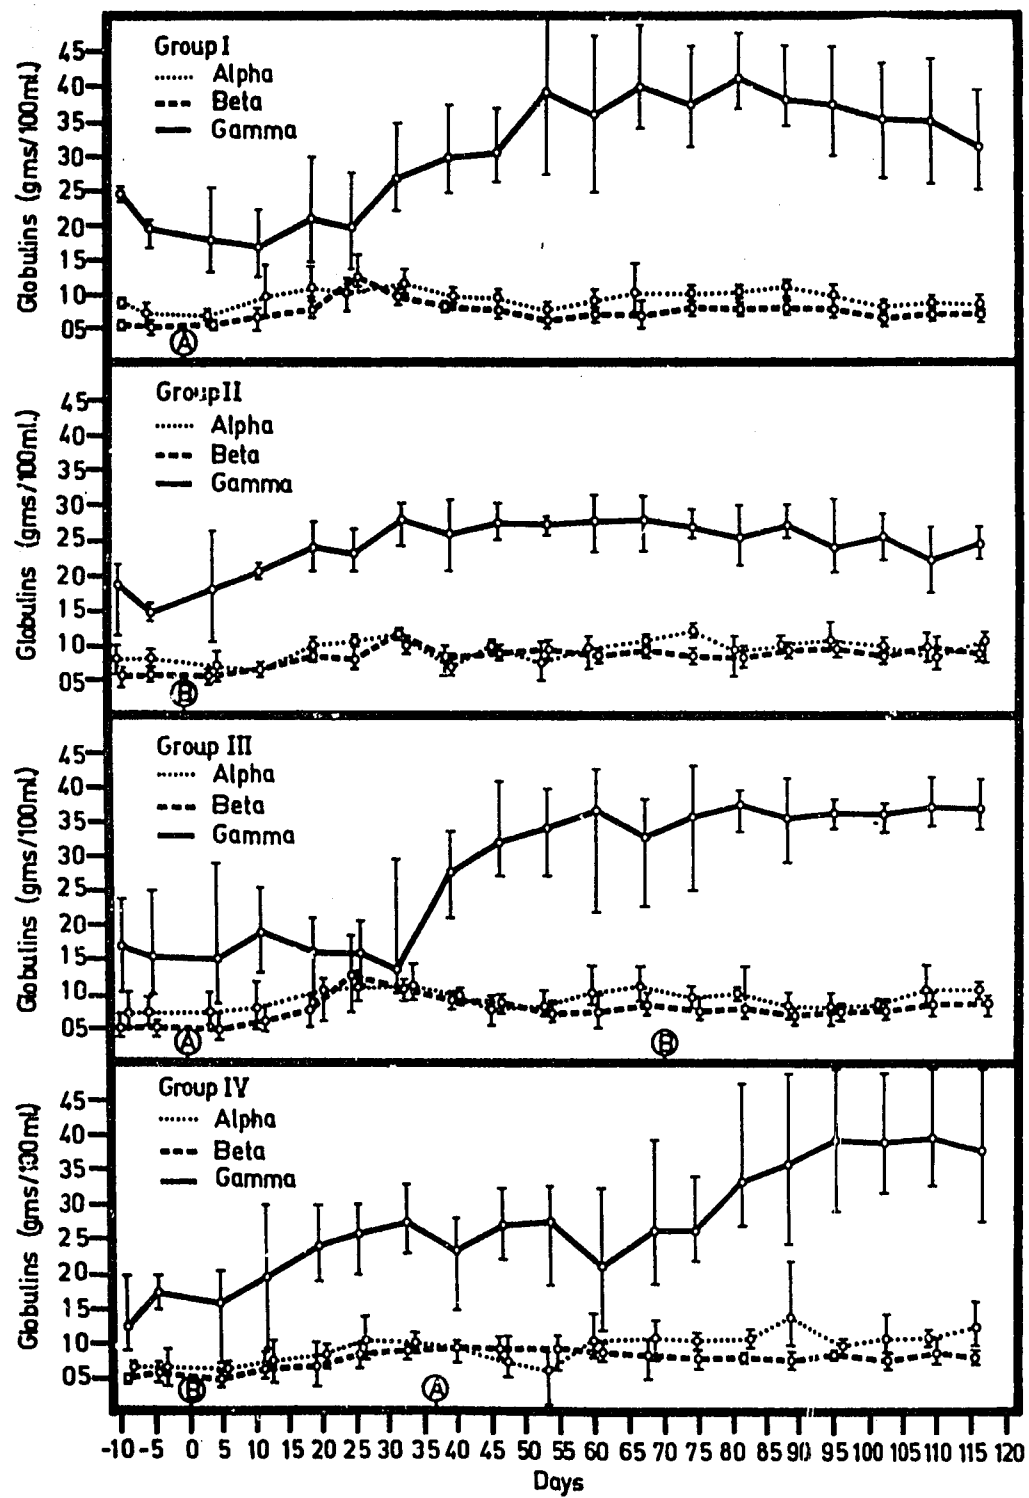 Group I
Alpha
Beta
Gamma
Globulins (gms/100ml.)
45
40
35
30
25
20
15
10
05
A
Group II
Alpha
Beta
Gamma
Globulins (gms/100ml.)
45
40
35
30
25
20
15
10
05
B
Group III
Alpha
Beta
Gamma
Globulins (gms/100ml)
45
40
35
30
25
20
15
10
05
A
B
Group IV
Alpha
Beta
Gamma
Globulins (gms/100ml)
45
40
35
30
25
20
15
10
05
B
A
-10 -5 0 5 10 15 20 25 30 35 40 45 50 55 60 65 70 75 80 85 90 95 100 105 110 115 120
Days